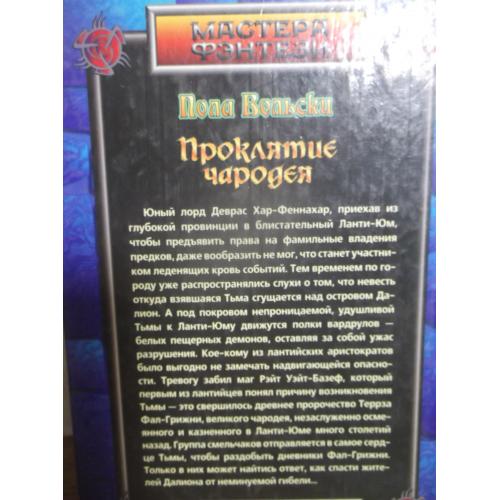 МАСТЕРА
ФЭНТЕЗИ
Пола Вольски
Проклятие
чародея
Юный лорд Деврас Хар-Феннахар, приехав из
глубокой провинции в блистательный Ланти-Юм,
чтобы предъявить права на фамильные владения
предков, даже вообразить не мог, что станет участни-
ком леденящих кровь событий. Тем временем по го-
роду уже распространялись слухи о том, что невесть
откуда взявшаяся Тьма сгущается над островом Да-
лион. А под покровом непроницаемой, удушливой
Тьмы к Ланти-Юму движутся полки вардрулов —
белых пещерных демонов, оставляя за собой ужас
разрушения. Кое-кому из лантийских аристократов
было выгодно не замечать надвигающейся опасно-
сти. Тревогу забил маг Рэйт Уэйт-Базеф, который
первым из лантийцев понял причину возникновения
Тьмы — это свершилось древнее пророчество Террза
Фал-Грижни, великого чародея, незаслуженно осме-
янного и казненного в Ланти-Юме много столетий
назад. Группа смельчаков отправляется в самое серд-
це Тьмы, чтобы раздобыть дневники Фал-Грижни.
Только в них может найтись ответ, как спасти жите-
лей Далиона от неминуемой гибели...